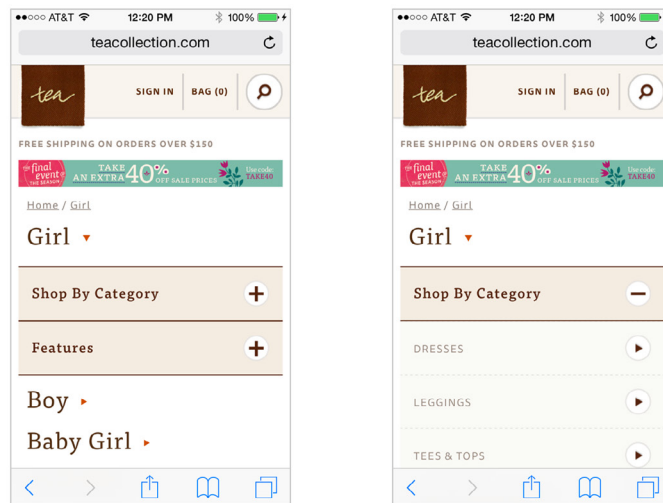 AT&T 12:20 PM 100%
teacollection.com
tea
SIGN IN BAG (0)
FREE SHIPPING ON ORDERS OVER $150
the final event THE SEASON TAKE AN EXTRA 40% OFF SALE PRICES Use code: TAKE40
Home / Girl
Girl
Shop By Category
Features
Boy
Baby Girl
AT&T 12:20 PM 100%
teacollection.com
tea
SIGN IN BAG (0)
FREE SHIPPING ON ORDERS OVER $150
the final event THE SEASON TAKE AN EXTRA 40% OFF SALE PRICES Use code: TAKE40
Home / Girl
Girl
Shop By Category
DRESSES
LEGGINGS
TEES & TOPS